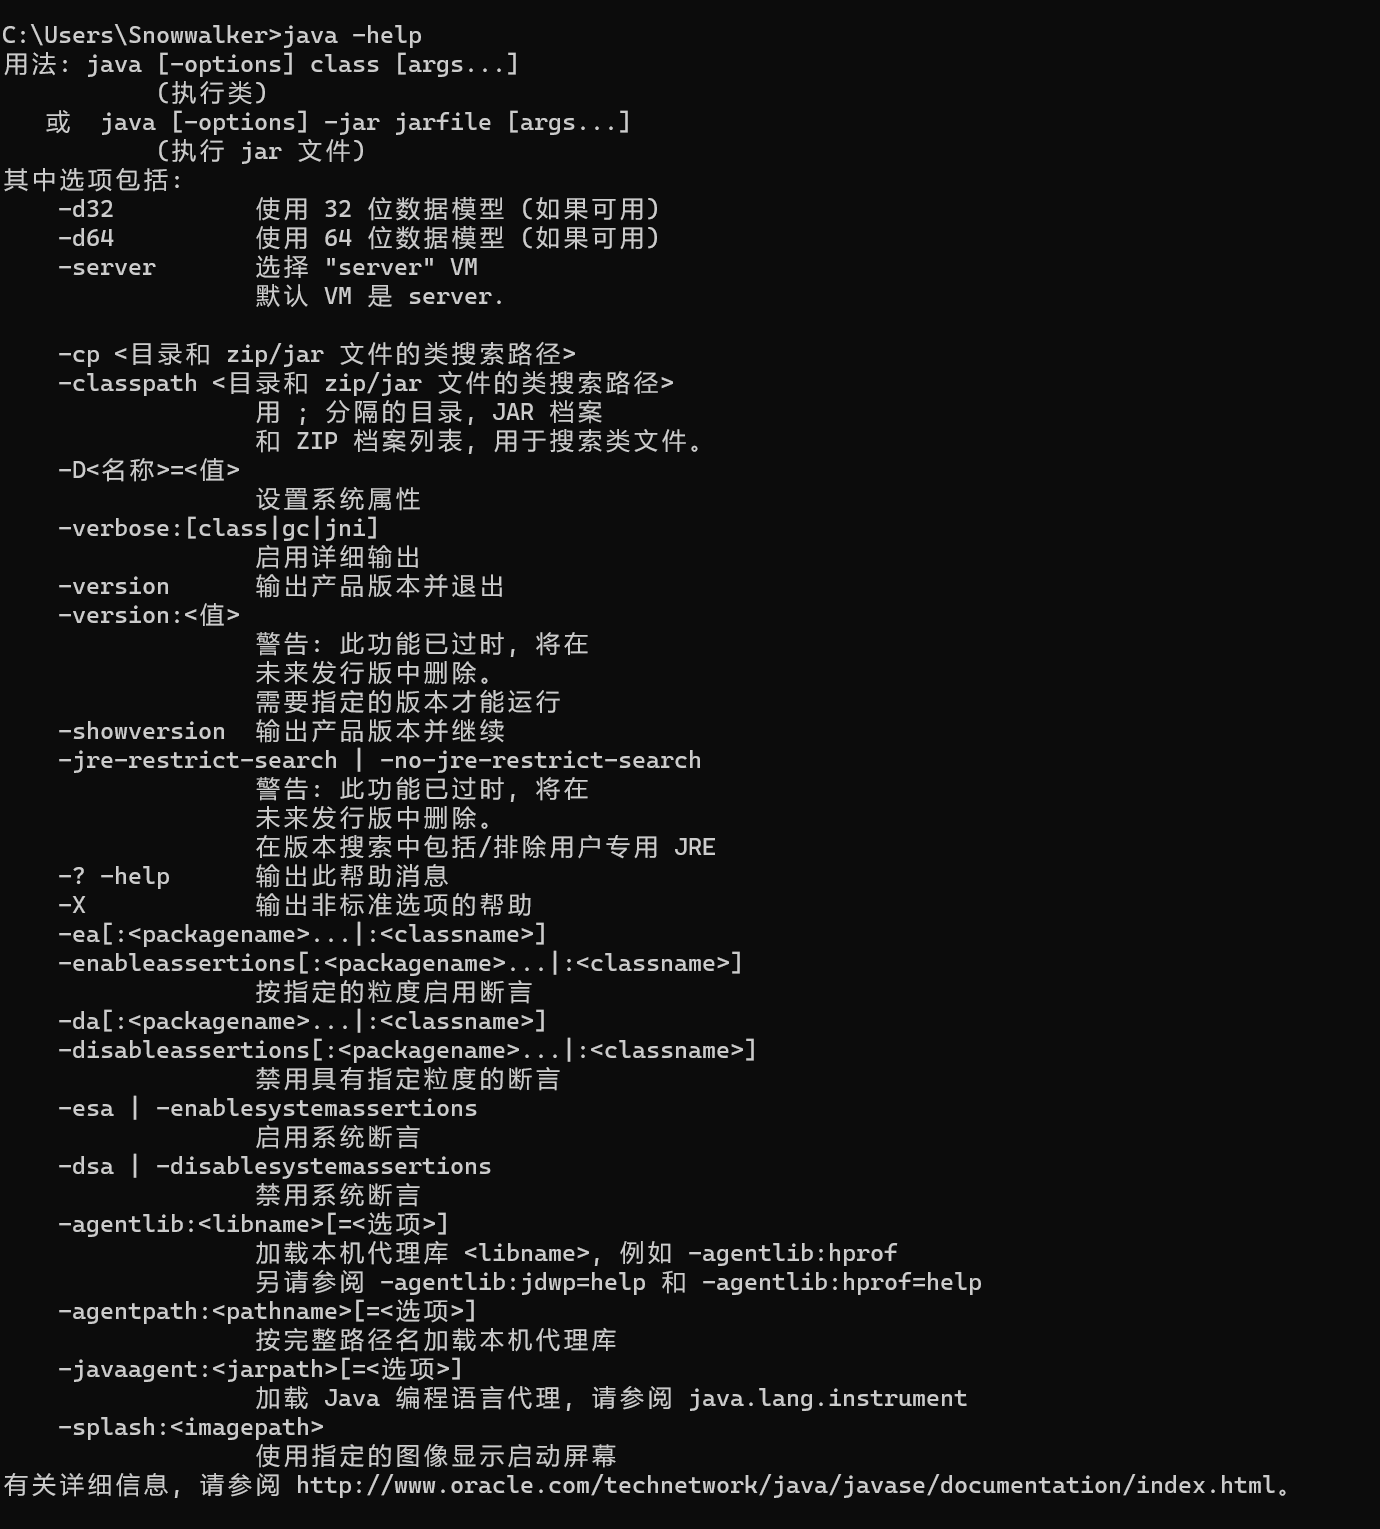 C:\Users\Snowwalker>java -help
用法: java [-options] class [args...]
(执行类)
或  java [-options] -jar jarfile [args...]
(执行 jar 文件)
其中选项包括:
-d32          使用 32 位数据模型 (如果可用)
-d64          使用 64 位数据模型 (如果可用)
-server       选择 "server" VM
默认 VM 是 server.
-cp <目录和 zip/jar 文件的类搜索路径>
-classpath <目录和 zip/jar 文件的类搜索路径>
用 ; 分隔的目录, JAR 档案
和 ZIP 档案列表, 用于搜索类文件。
-D<名称>=<值>
设置系统属性
-verbose:[class|gc|jni]
启用详细输出
-version      输出产品版本并退出
-version:<值>
警告: 此功能已过时, 将在
未来发行版中删除。
需要指定的版本才能运行
-showversion  输出产品版本并继续
-jre-restrict-search | -no-jre-restrict-search
警告: 此功能已过时, 将在
未来发行版中删除。
在版本搜索中包括/排除用户专用 JRE
-? -help      输出此帮助消息
-X            输出非标准选项的帮助
-ea[:<packagename>...|:<classname>]
-enableassertions[:<packagename>...|:<classname>]
按指定的粒度启用断言
-da[:<packagename>...|:<classname>]
-disableassertions[:<packagename>...|:<classname>]
禁用具有指定粒度的断言
-esa | -enablesystemassertions
启用系统断言
-dsa | -disablesystemassertions
禁用系统断言
-agentlib:<libname>[=<选项>]
加载本机代理库 <libname>, 例如 -agentlib:hprof
另请参阅 -agentlib:jdwp=help 和 -agentlib:hprof=help
-agentpath:<pathname>[=<选项>]
按完整路径名加载本机代理库
-javaagent:<jarpath>[=<选项>]
加载 Java 编程语言代理, 请参阅 java.lang.instrument
-splash:<imagepath>
使用指定的图像显示启动屏幕
有关详细信息, 请参阅 http://www.oracle.com/technetwork/java/javase/documentation/index.html。